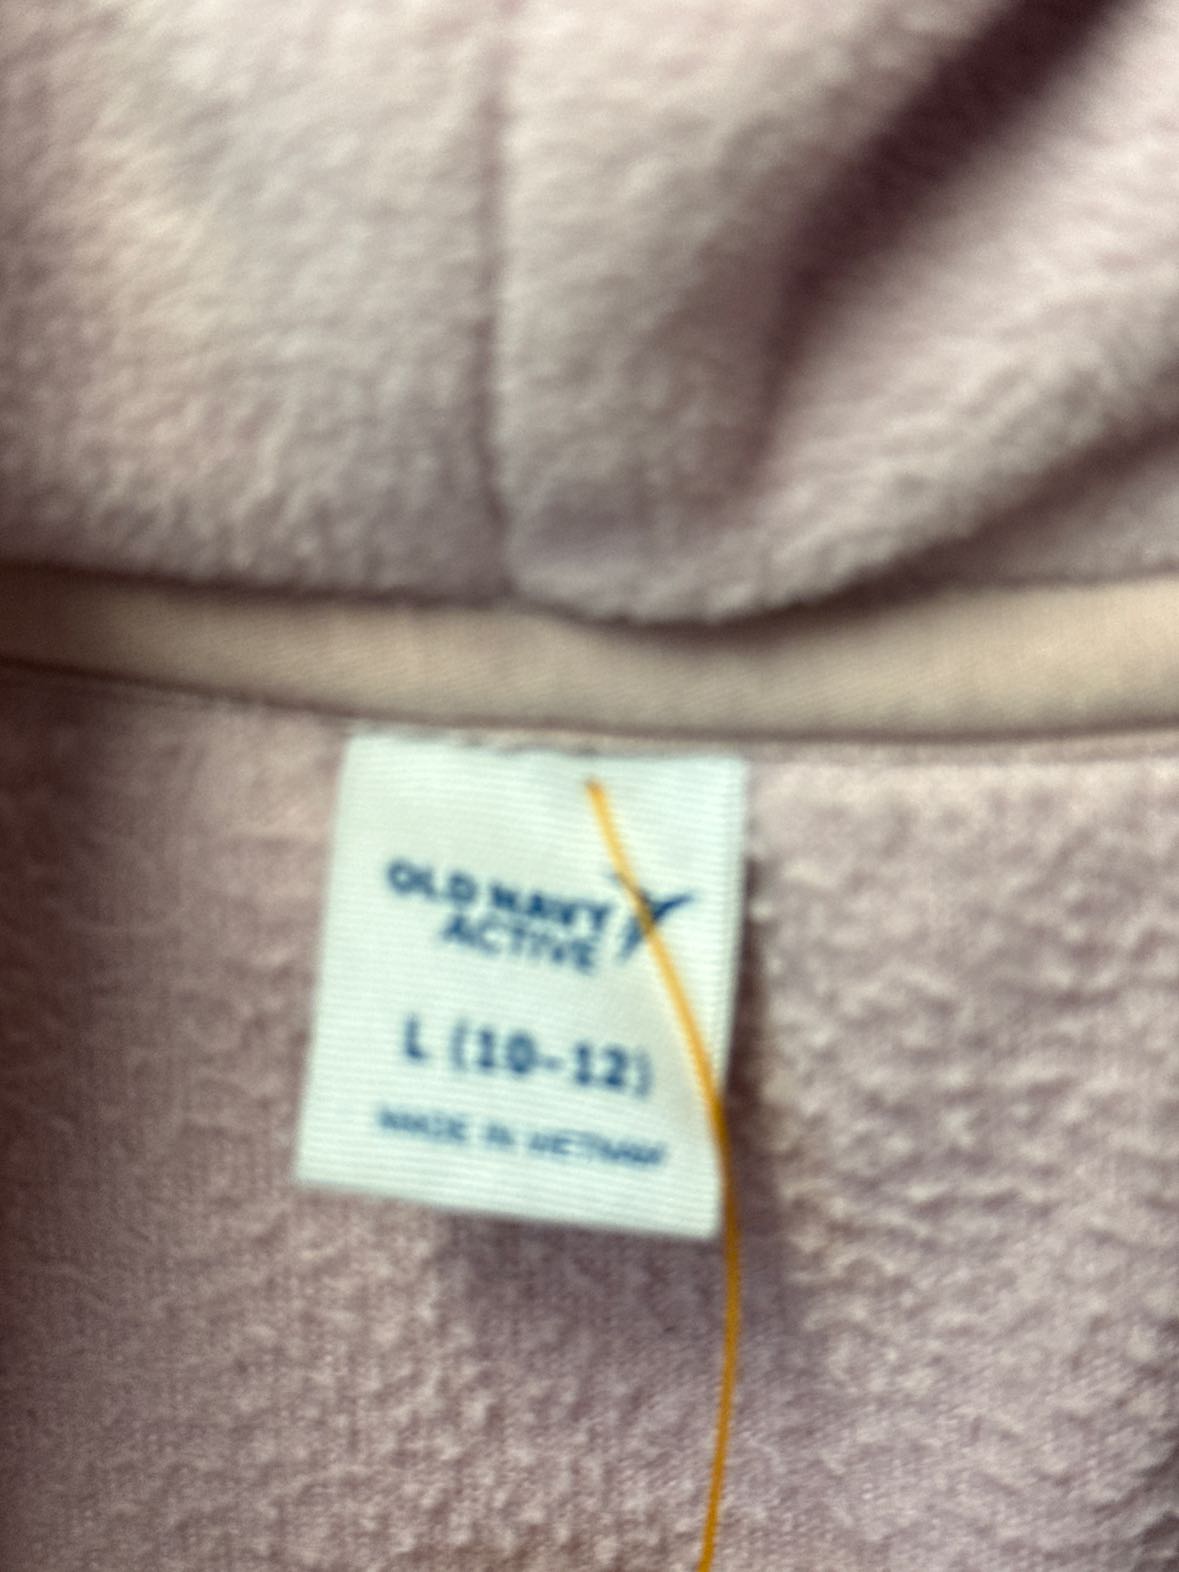 OLD NAVY
ACTIVE
L (10-12)
MADE IN VIETNAM